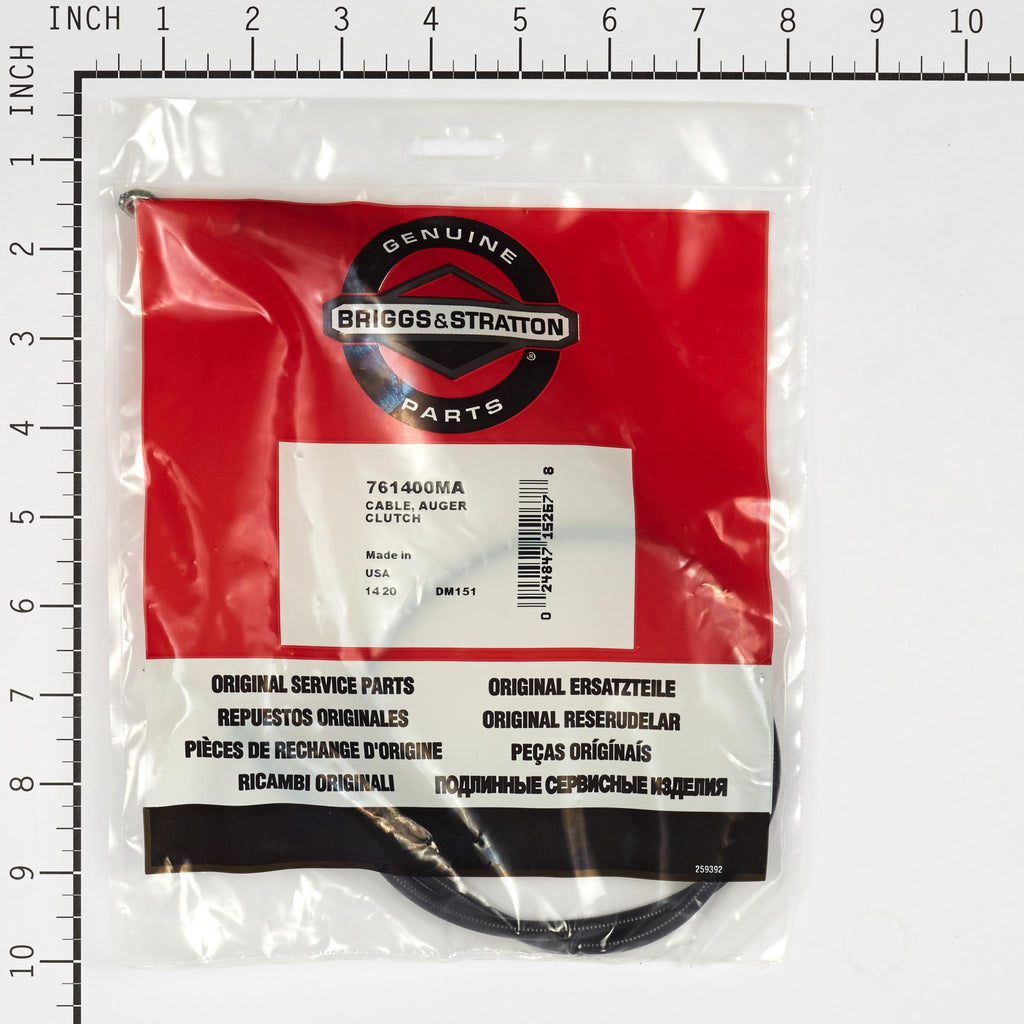 INCH 1 2 3 4 5 6 7 8 9 10
INCH
1
2
3
4
5
6
7
8
9
10
GENUINE
BRIGGS&STRATTON
®
PARTS
761400MA
CABLE, AUGER
CLUTCH
Made in
USA
14 20 DM151
0 24847 15267 8
ORIGINAL SERVICE PARTS
REPUESTOS ORIGINALES
PIÈCES DE RECHANGE D'ORIGINE
RICAMBI ORIGINALI
ORIGINAL ERSATZTEILE
ORIGINAL RESERUDELAR
PEÇAS ORÍGÍNAÍS
ПОДЛИННЫЕ СЕРВИСНЫЕ ИЗДЕЛИЯ
259392